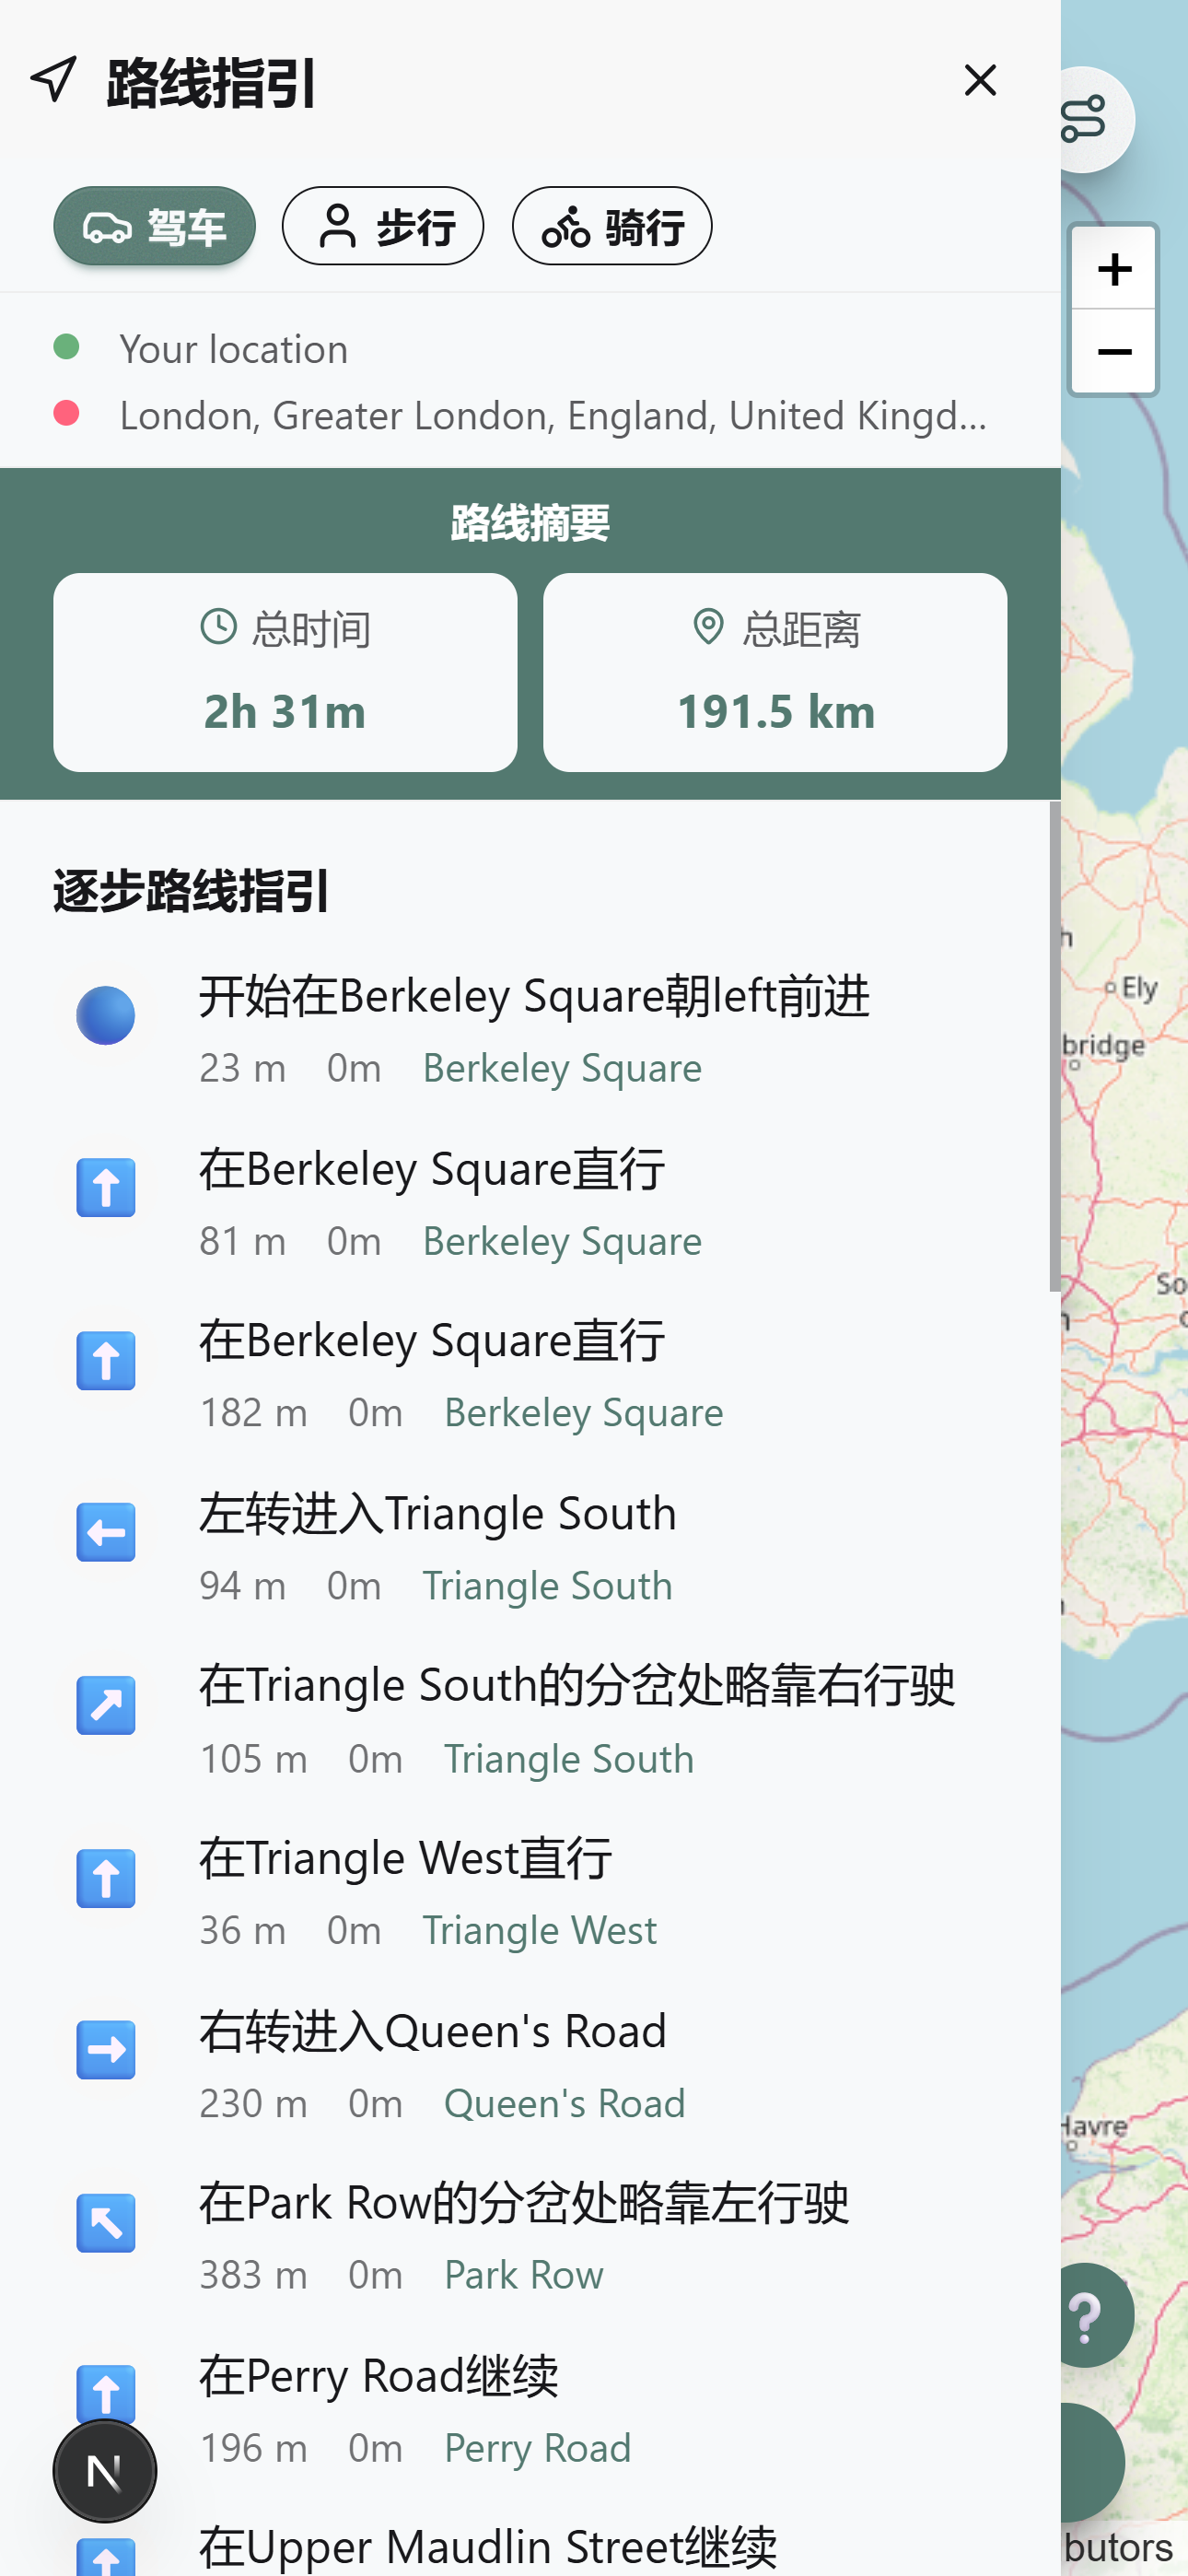 路线指引
驾车
步行
骑行
Your location
London, Greater London, England, United Kingd...
路线摘要
总时间
2h 31m
总距离
191.5 km
逐步路线指引
开始在Berkeley Square朝left前进
23 m 0m Berkeley Square
在Berkeley Square直行
81 m 0m Berkeley Square
在Berkeley Square直行
182 m 0m Berkeley Square
左转进入Triangle South
94 m 0m Triangle South
在Triangle South的分岔处略靠右行驶
105 m 0m Triangle South
在Triangle West直行
36 m 0m Triangle West
右转进入Queen's Road
230 m 0m Queen's Road
在Park Row的分岔处略靠左行驶
383 m 0m Park Row
在Perry Road继续
196 m 0m Perry Road
在Upper Maudlin Street继续
N
+
−
Ely
bridge
So
Havre
?
butors